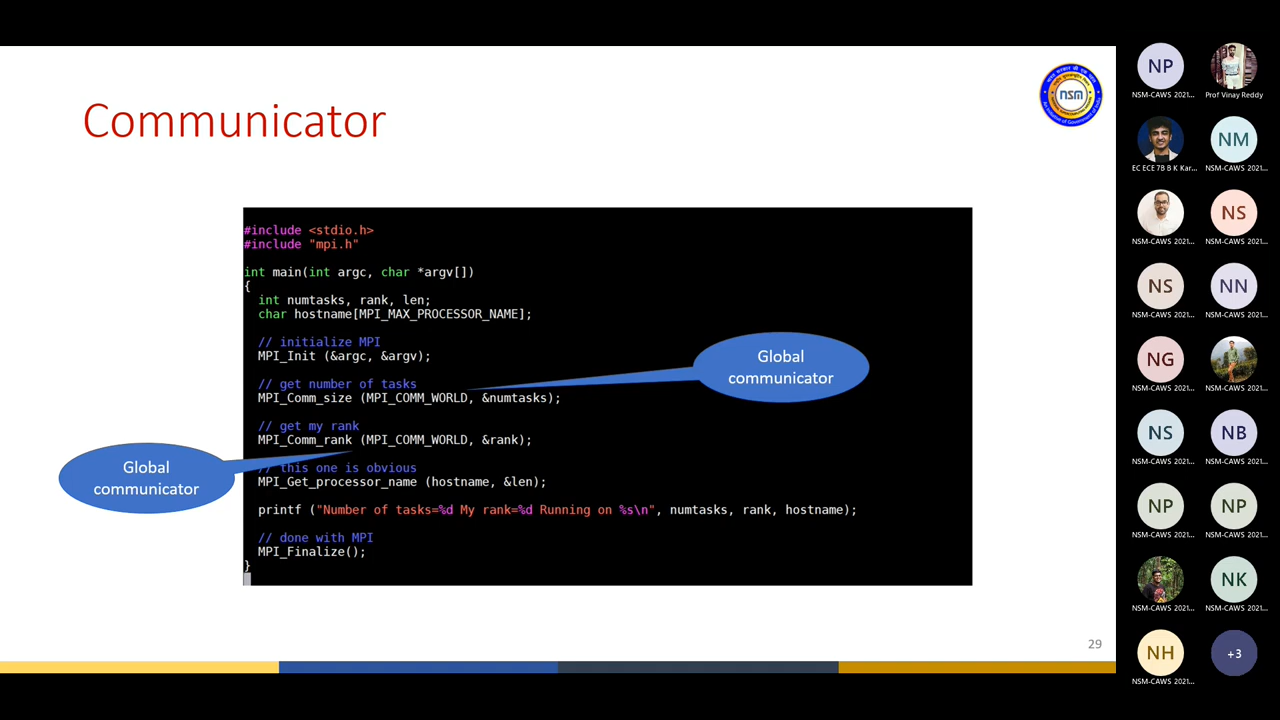 Communicator
nsm
#include <stdio.h>
#include "mpi.h"
int main(int argc, char *argv[])
{
int numtasks, rank, len;
char hostname[MPI_MAX_PROCESSOR_NAME];
// initialize MPI
MPI_Init (&argc, &argv);
// get number of tasks
MPI_Comm_size (MPI_COMM_WORLD, &numtasks);
// get my rank
MPI_Comm_rank (MPI_COMM_WORLD, &rank);
// this one is obvious
MPI_Get_processor_name (hostname, &len);
printf ("Number of tasks=%d My rank=%d Running on %s\n", numtasks, rank, hostname);
// done with MPI
MPI_Finalize();
}
Global
communicator
Global
communicator
29
NP
NSM-CAWS 2021...
Prof Vinay Reddy
EC ECE 7B B K Kar...
NM
NSM-CAWS 2021...
NSM-CAWS 2021...
NS
NSM-CAWS 2021...
NS
NSM-CAWS 2021...
NN
NSM-CAWS 2021...
NG
NSM-CAWS 2021...
NSM-CAWS 2021...
NS
NSM-CAWS 2021...
NB
NSM-CAWS 2021...
NP
NSM-CAWS 2021...
NP
NSM-CAWS 2021...
NSM-CAWS 2021...
NK
NSM-CAWS 2021...
NH
NSM-CAWS 2021...
+3